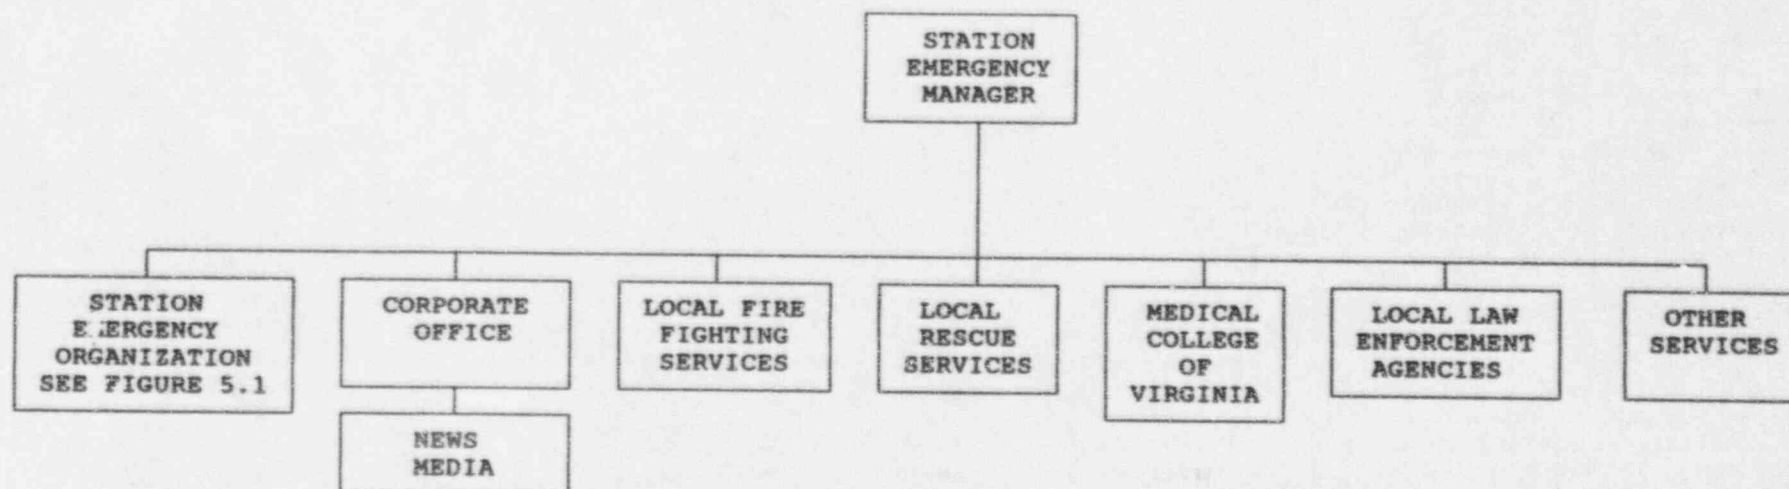 STATION
EMERGENCY
MANAGER
STATION
EMERGENCY
ORGANIZATION
SEE FIGURE 5.1
CORPORATE
OFFICE
NEWS
MEDIA
LOCAL FIRE
FIGHTING
SERVICES
LOCAL
RESCUE
SERVICES
MEDICAL
COLLEGE
OF
VIRGINIA
LOCAL LAW
ENFORCEMENT
AGENCIES
OTHER
SERVICES